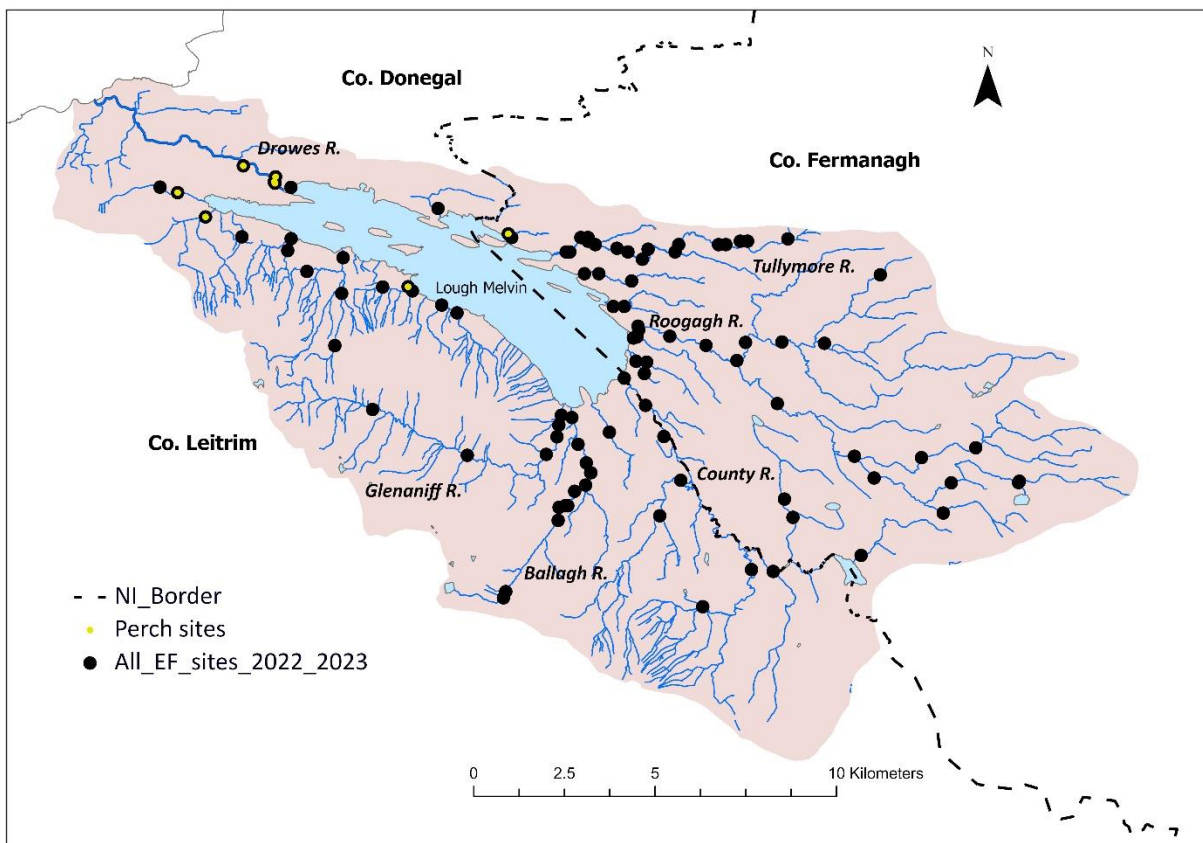 Co. Donegal
N
Co. Fermanagh
Drowes R.
Tullymore R.
Lough Melvin
Roogagh R.
Co. Leitrim
County R.
Glenaniff R.
Ballagh R.
NI_Border
Perch sites
All_EF_sites_2022_2023
0 2.5 5 10 Kilometers